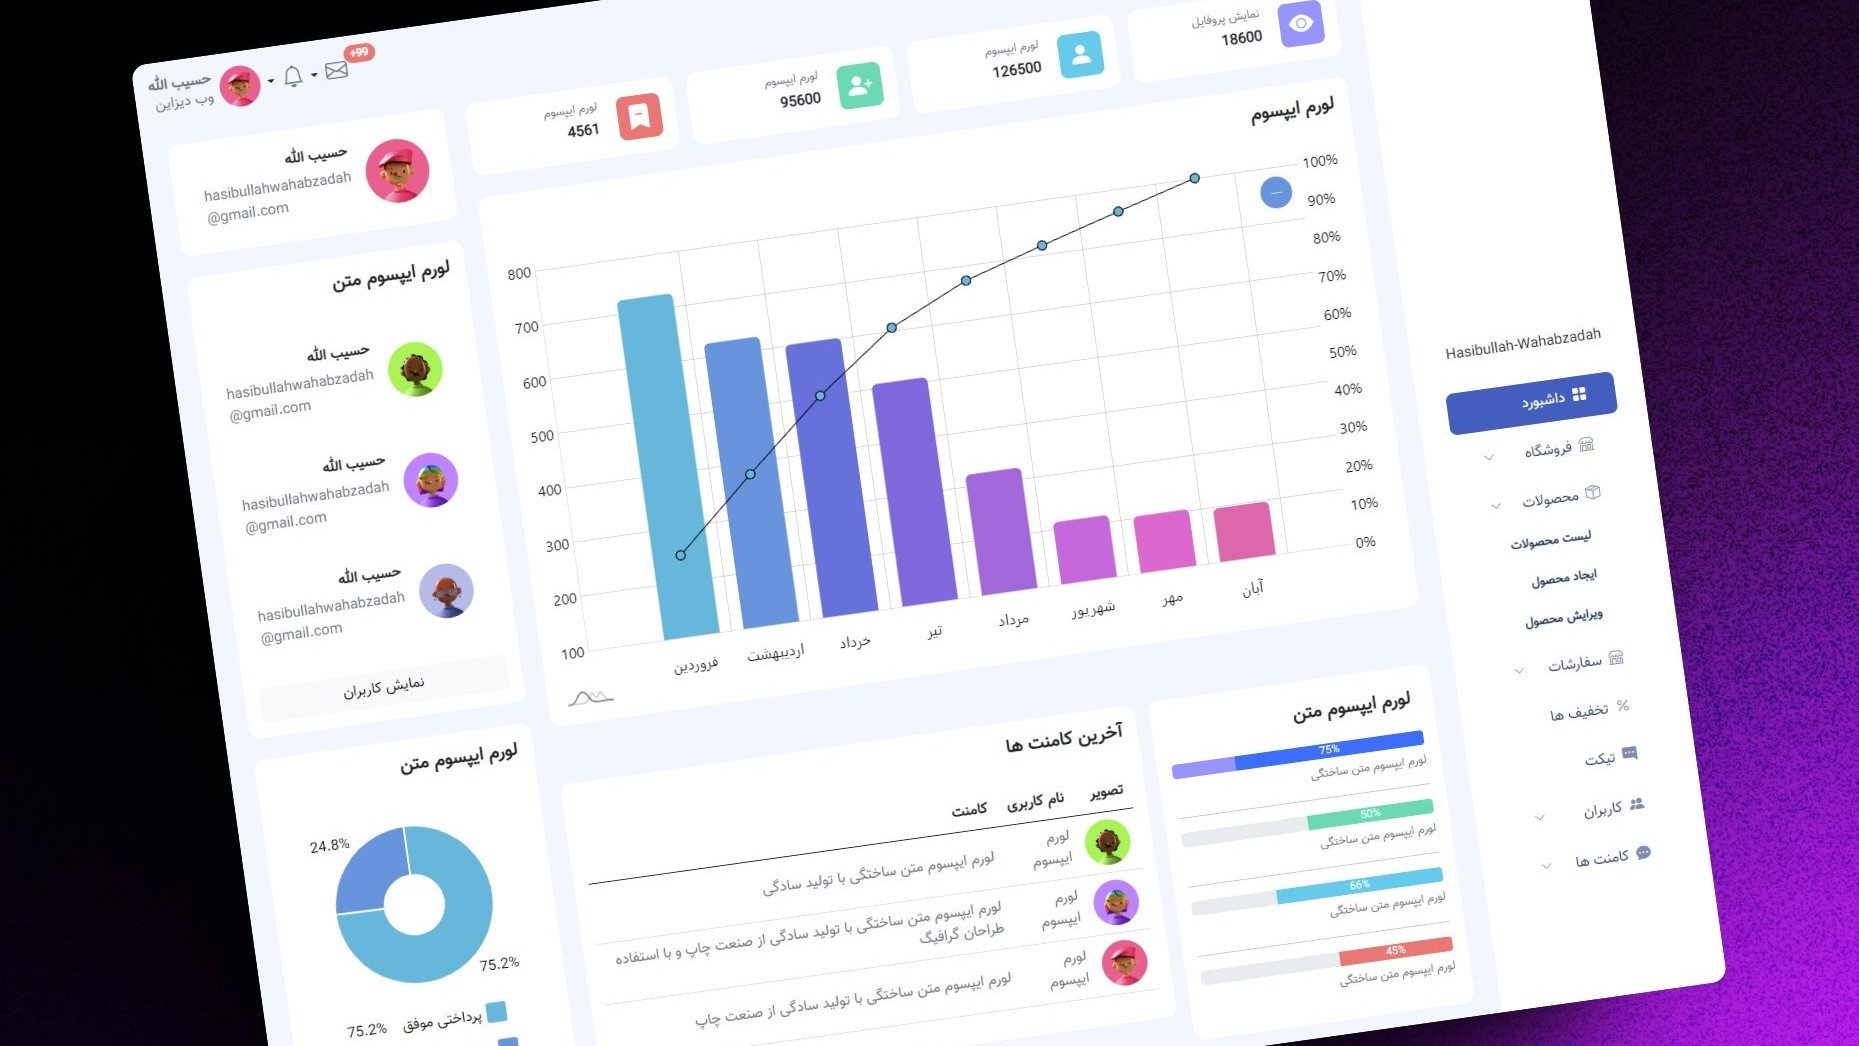 حسیب الله
وب دیزاین
+99
نمایش پروفایل
18600
لورم ایپسوم
126500
لورم ایپسوم
95600
لورم ایپسوم
4561
Hasibullah-Wahabzadah
داشبورد
فروشگاه
محصولات
لیست محصولات
ایجاد محصول
ویرایش محصول
سفارشات
تخفیف ها
تیکت
کاربران
کامنت ها
لورم ایپسوم
800
700
600
500
400
300
200
100
100%
90%
80%
70%
60%
50%
40%
30%
20%
10%
0%
فروردین
اردیبهشت
خرداد
تیر
مرداد
شهریور
مهر
آبان
حسیب الله
hasibullahwahabzadah
@gmail.com
لورم ایپسوم متن
حسیب الله
hasibullahwahabzadah
@gmail.com
حسیب الله
hasibullahwahabzadah
@gmail.com
حسیب الله
hasibullahwahabzadah
@gmail.com
نمایش کاربران
لورم ایپسوم متن
75%
لورم ایپسوم متن ساختگی
50%
لورم ایپسوم متن ساختگی
66%
لورم ایپسوم متن ساختگی
45%
لورم ایپسوم متن ساختگی
آخرین کامنت ها
تصویر نام کاربری کامنت
لورم
ایپسوم
لورم ایپسوم متن ساختگی با تولید سادگی
لورم
ایپسوم
لورم ایپسوم متن ساختگی با تولید سادگی از صنعت چاپ و با استفاده
طراحان گرافیگ
لورم
ایپسوم
لورم ایپسوم متن ساختگی با تولید سادگی از صنعت چاپ
لورم ایپسوم متن
24.8%
75.2%
پرداختی موفق 75.2%